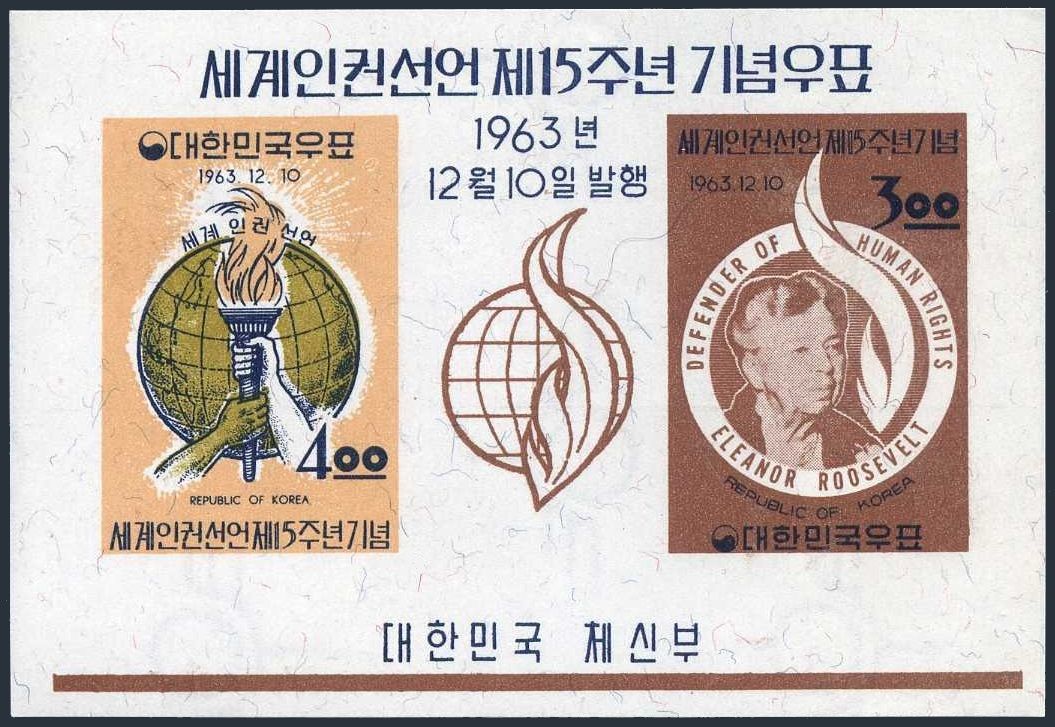 세계인권선언 제15주년 기념우표
1963년
12월 10일 발행
대한민국우표
1963. 12. 10
세계 인권 선언
4.00
REPUBLIC OF KOREA
세계인권선언제15주년기념
세계인권선언제15주년기념
1963.12.10
3.00
DEFENDER OF HUMAN RIGHTS
ELEANOR ROOSEVELT
REPUBLIC OF KOREA
대한민국우표
대한민국 체신부